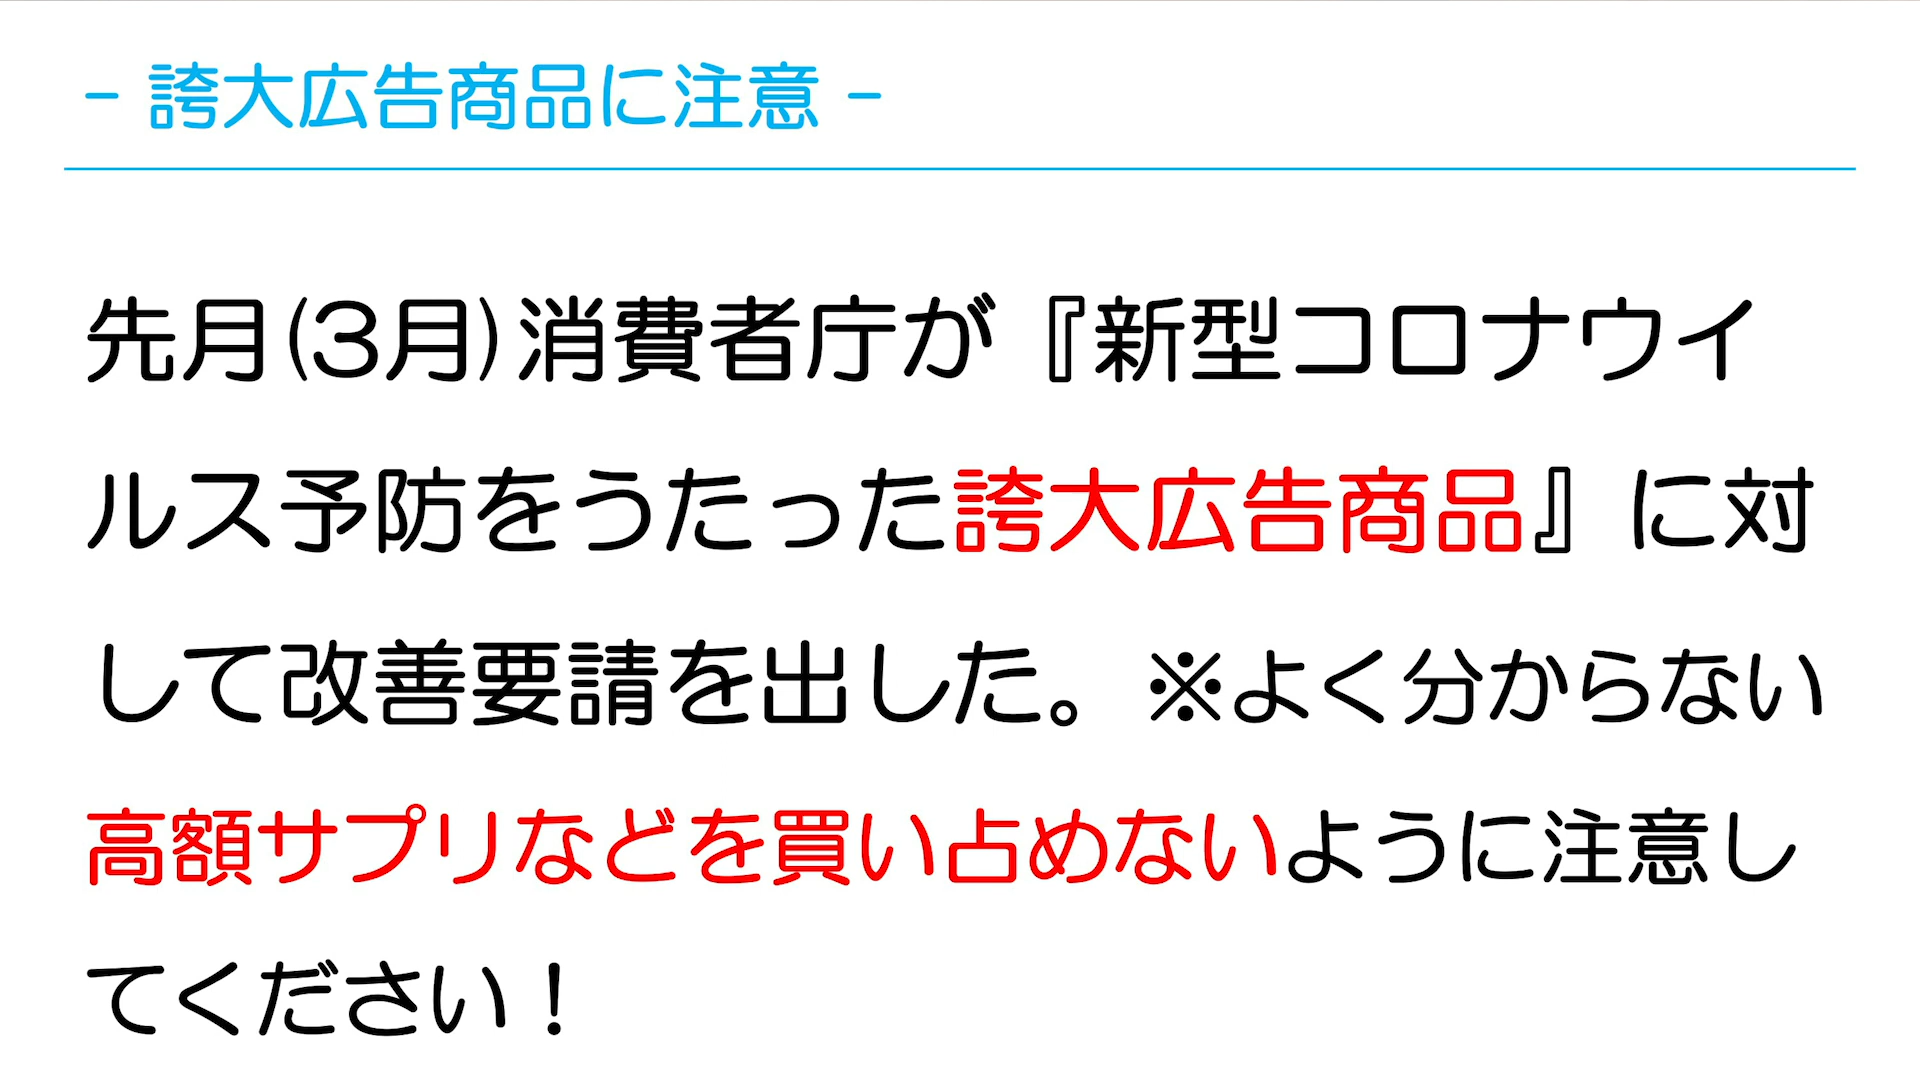 - 誇大広告商品に注意 -
先月(3月)消費者庁が『新型コロナウイ
ルス予防をうたった誇大広告商品』に対
して改善要請を出した。※よく分からない
高額サプリなどを買い占めないように注意し
てください！